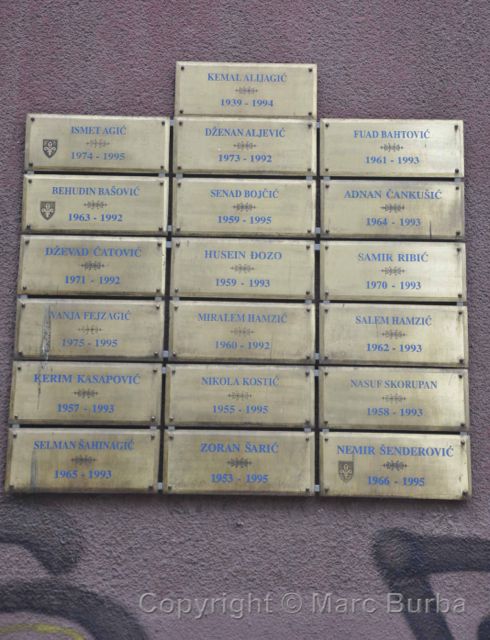 KEMAL ALIJAGIĆ
1939 - 1994
ISMET AGIĆ
1974 - 1995
DŽENAN ALJEVIĆ
1973 - 1992
FUAD BAHTOVIĆ
1961 - 1993
BEHUDIN BAŠOVIĆ
1963 - 1992
SENAD BOJČIĆ
1959 - 1995
ADNAN ČANKUŠIĆ
1964 - 1993
DŽEVAD ĆATOVIĆ
1971 - 1992
HUSEIN ĐOZO
1959 - 1993
SAMIR RIBIĆ
1970 - 1993
VANJA FEJZAGIĆ
1975 - 1995
MIRALEM HAMZIĆ
1960 - 1992
SALEM HAMZIĆ
1962 - 1993
KERIM KASAPOVIĆ
1957 - 1993
NIKOLA KOSTIĆ
1955 - 1995
NASUF SKORUPAN
1958 - 1993
SELMAN ŠAHINAGIĆ
1965 - 1993
ZORAN ŠARIĆ
1953 - 1995
NEMIR ŠENDEROVIĆ
1966 - 1995
Copyright © Marc Burba